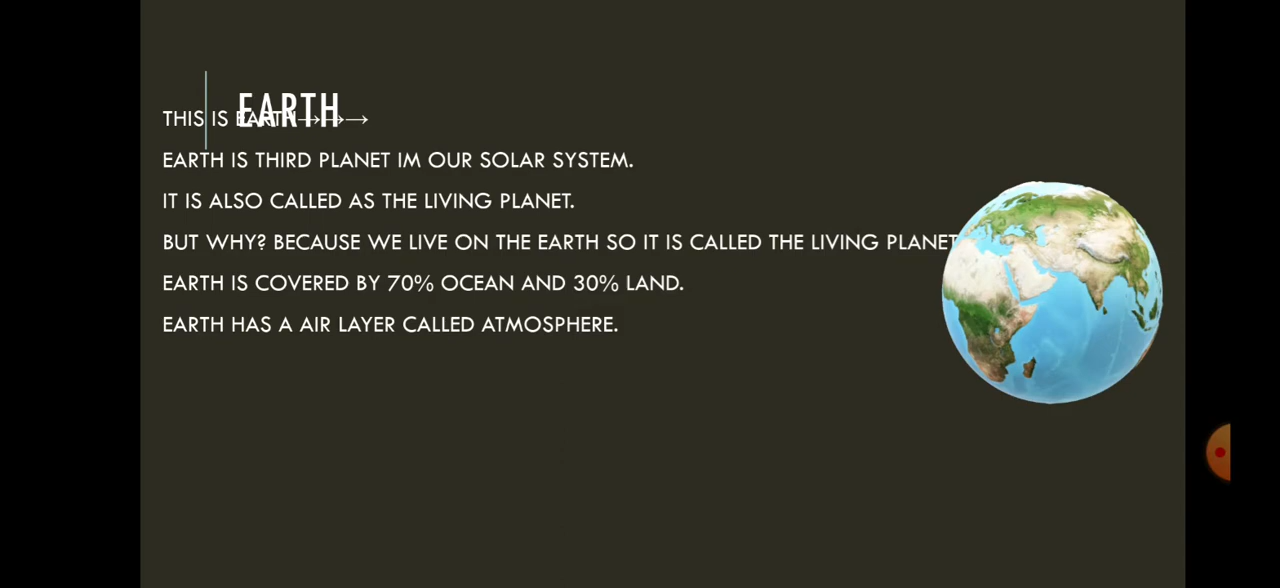 EARTH
THIS IS EARTH→→→
EARTH IS THIRD PLANET IM OUR SOLAR SYSTEM.
IT IS ALSO CALLED AS THE LIVING PLANET.
BUT WHY? BECAUSE WE LIVE ON THE EARTH SO IT IS CALLED THE LIVING PLANET
EARTH IS COVERED BY 70% OCEAN AND 30% LAND.
EARTH HAS A AIR LAYER CALLED ATMOSPHERE.